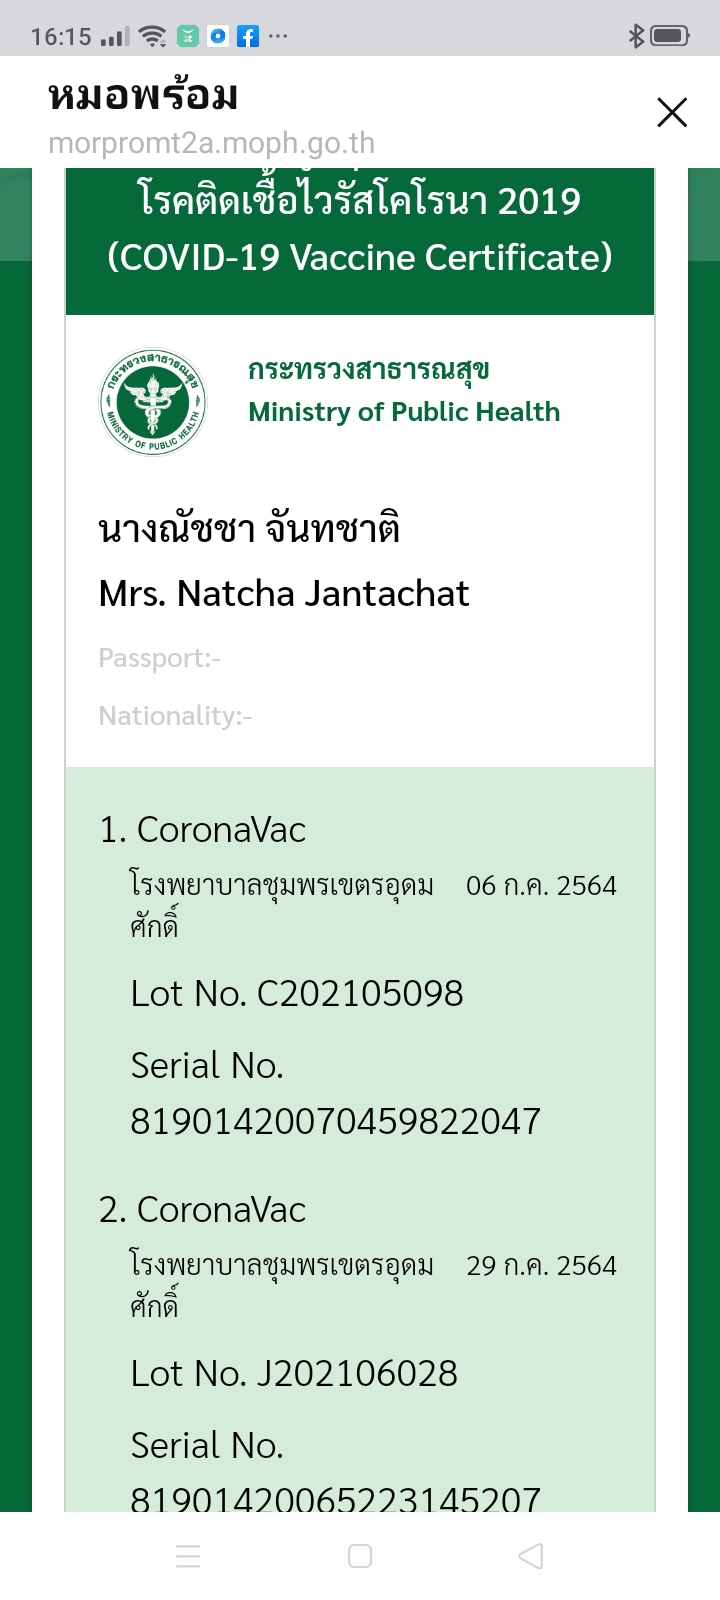 16:15
หมอพร้อม
morpromt2a.moph.go.th
โรคติดเชื้อไวรัสโคโรนา 2019
(COVID-19 Vaccine Certificate)
กระทรวงสาธารณสุข
MINISTRY OF PUBLIC HEALTH
กระทรวงสาธารณสุข
Ministry of Public Health
นางณัชชา จันทชาติ
Mrs. Natcha Jantachat
Passport:-
Nationality:-
1. CoronaVac
โรงพยาบาลชุมพรเขตรอุดม 06 ก.ค. 2564
ศักดิ์
Lot No. C202105098
Serial No.
81901420070459822047
2. CoronaVac
โรงพยาบาลชุมพรเขตรอุดม 29 ก.ค. 2564
ศักดิ์
Lot No. J202106028
Serial No.
81901420065223145207